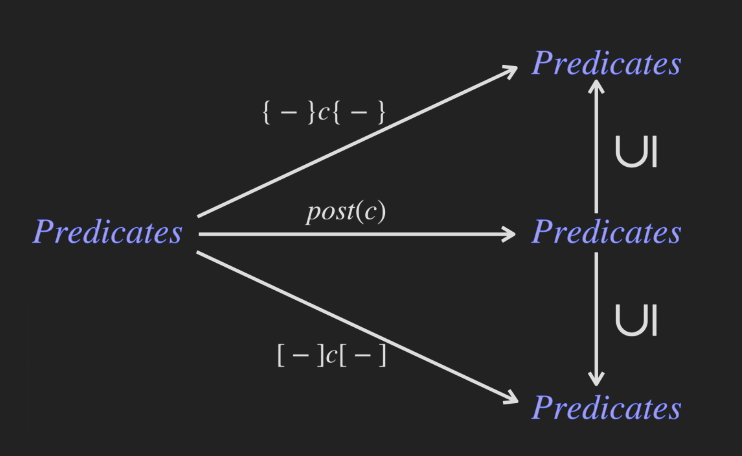 Predicates
{ − }c{ − }
⊆
post(c)
Predicates
Predicates
⊆
[ − ]c[ − ]
Predicates